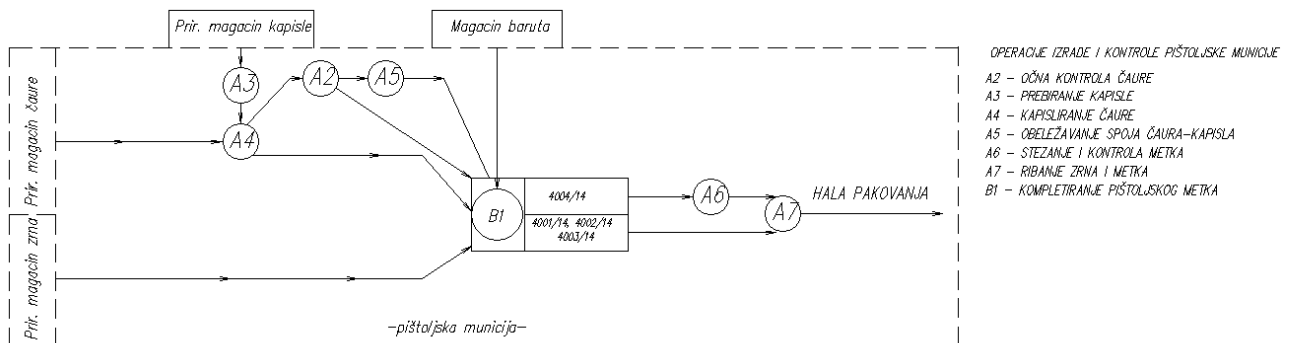 Prir. magacin kapisle
Magacin baruta
Prir. magacin čaure
Prir. magacin zrna
A3
A2
A5
A4
B1
4004/14
4001/14, 4002/14
4003/14
A6
A7
HALA PAKOVANJA
-pištoljska municija-
OPERACIJE IZRADE I KONTROLE PIŠTOLJSKE MUNICIJE
A2 - OČNA KONTROLA ČAURE
A3 - PREBIRANJE KAPISLE
A4 - KAPISLIRANJE ČAURE
A5 - OBELEŽAVANJE SPOJA ČAURA-KAPISLA
A6 - STEZANJE I KONTROLA METKA
A7 - RIBANJE ZRNA I METKA
B1 - KOMPLETIRANJE PIŠTOLJSKOG METKA